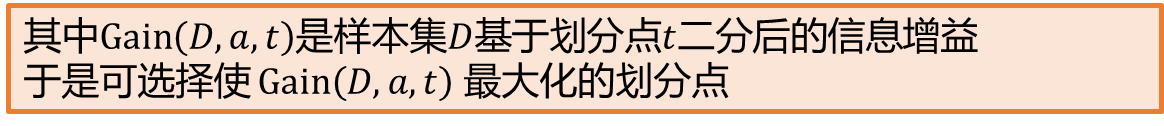 其中Gain(D, a, t)是样本集D基于划分点t二分后的信息增益
于是可选择使 Gain(D, a, t) 最大化的划分点